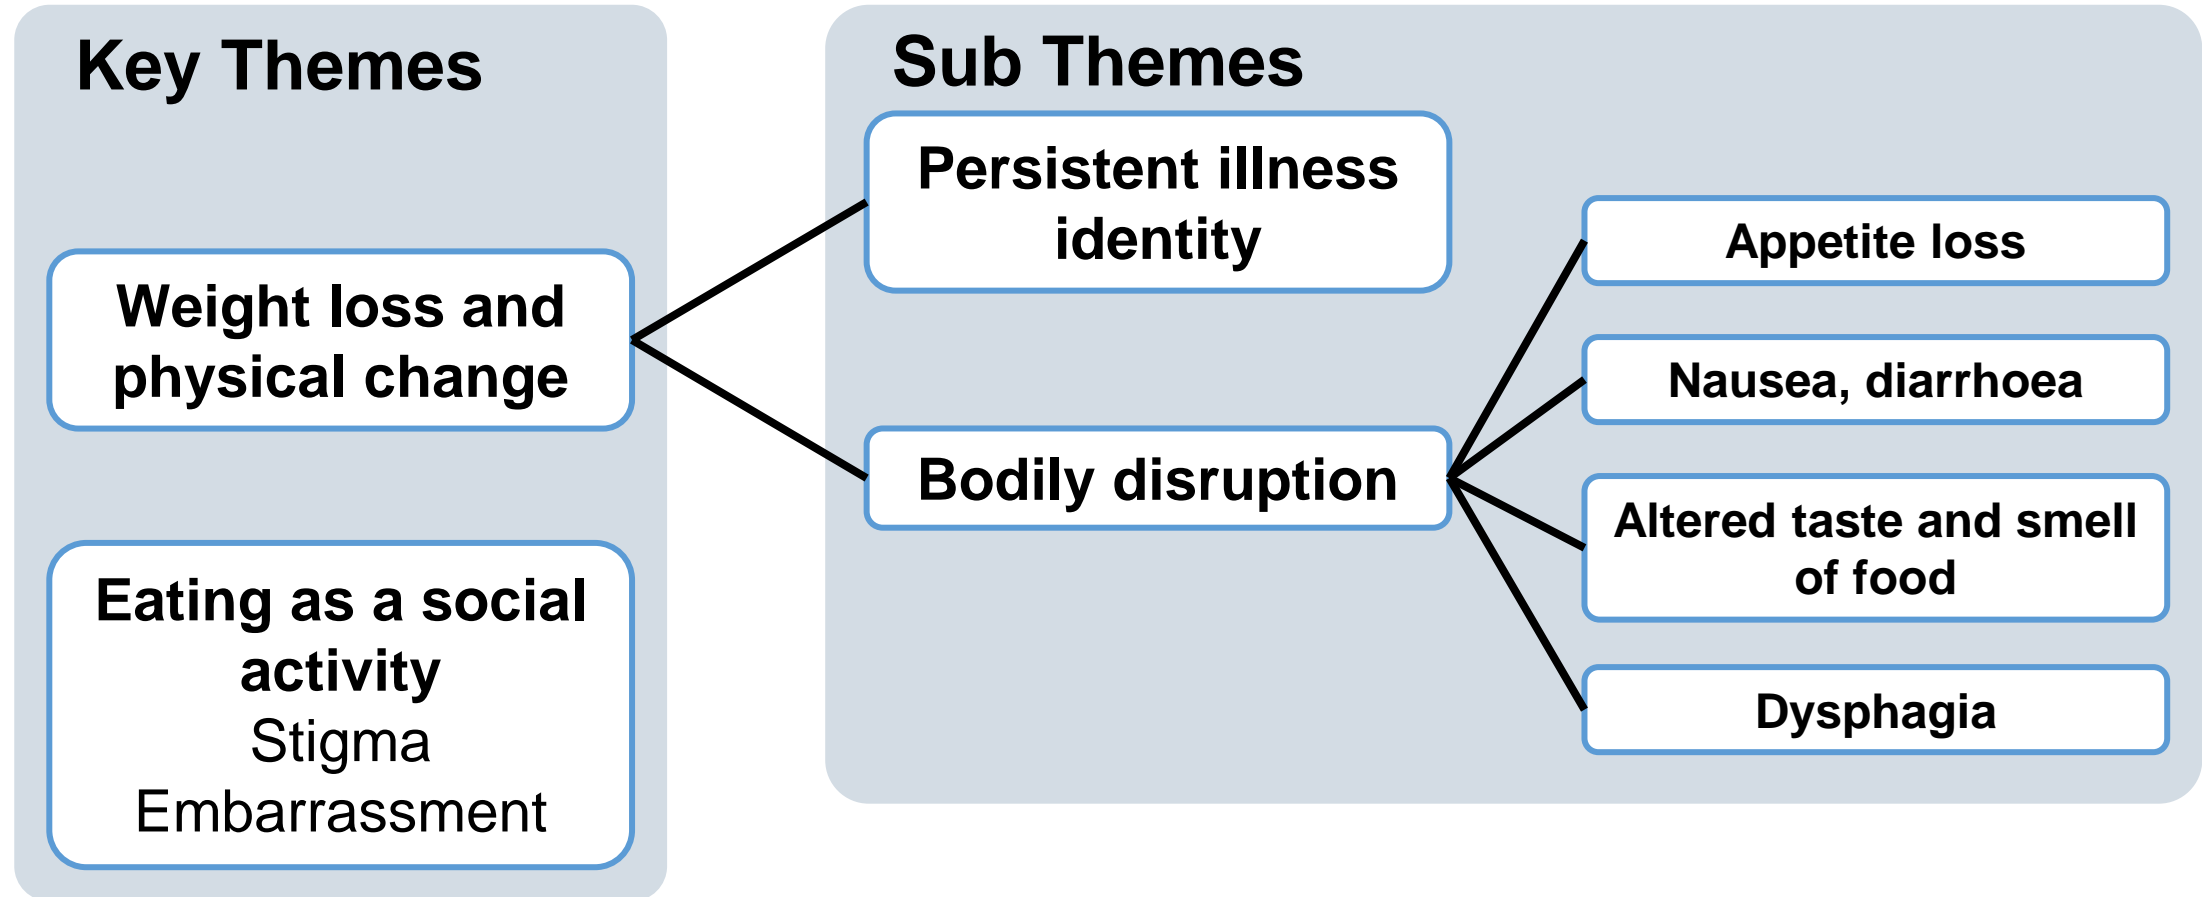 Key Themes
Weight loss and
physical change
Eating as a social
activity
Stigma
Embarrassment
Sub Themes
Persistent illness
identity
Bodily disruption
Appetite loss
Nausea, diarrhoea
Altered taste and smell
of food
Dysphagia